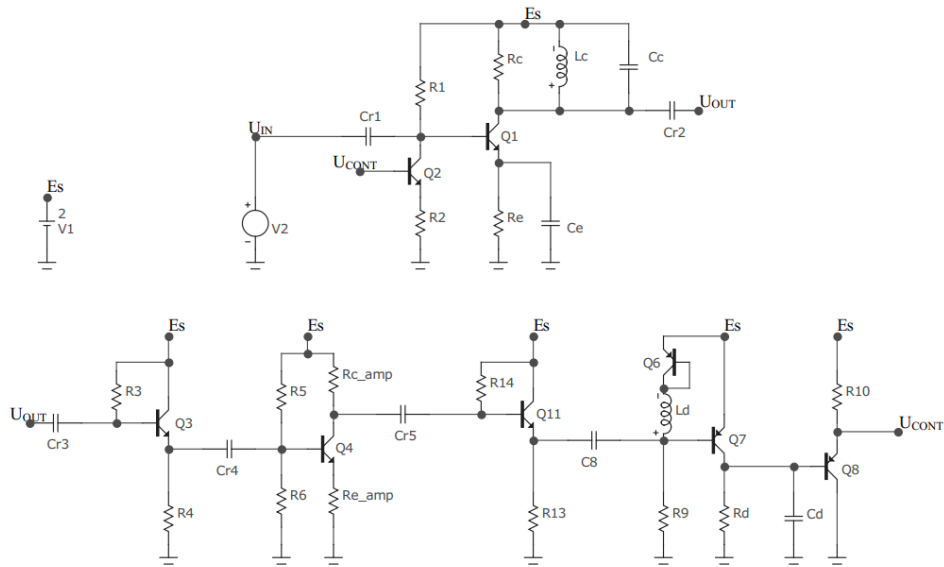 Es
Rc
Lc
Cc
R1
Cr1
UIN
UOUT
Cr2
Q1
UCONT
Q2
Es
2
V1
+
-
V2
R2
Re
Ce
-
+
Es
Es
Es
Es
Es
R3
Rc_amp
R5
R14
Q6
R10
UOUT
Cr3
Q3
Cr5
Q11
-
Ld
+
UCONT
Cr4
Q4
C8
Q7
Q8
R4
R6
Re_amp
R13
R9
Rd
Cd